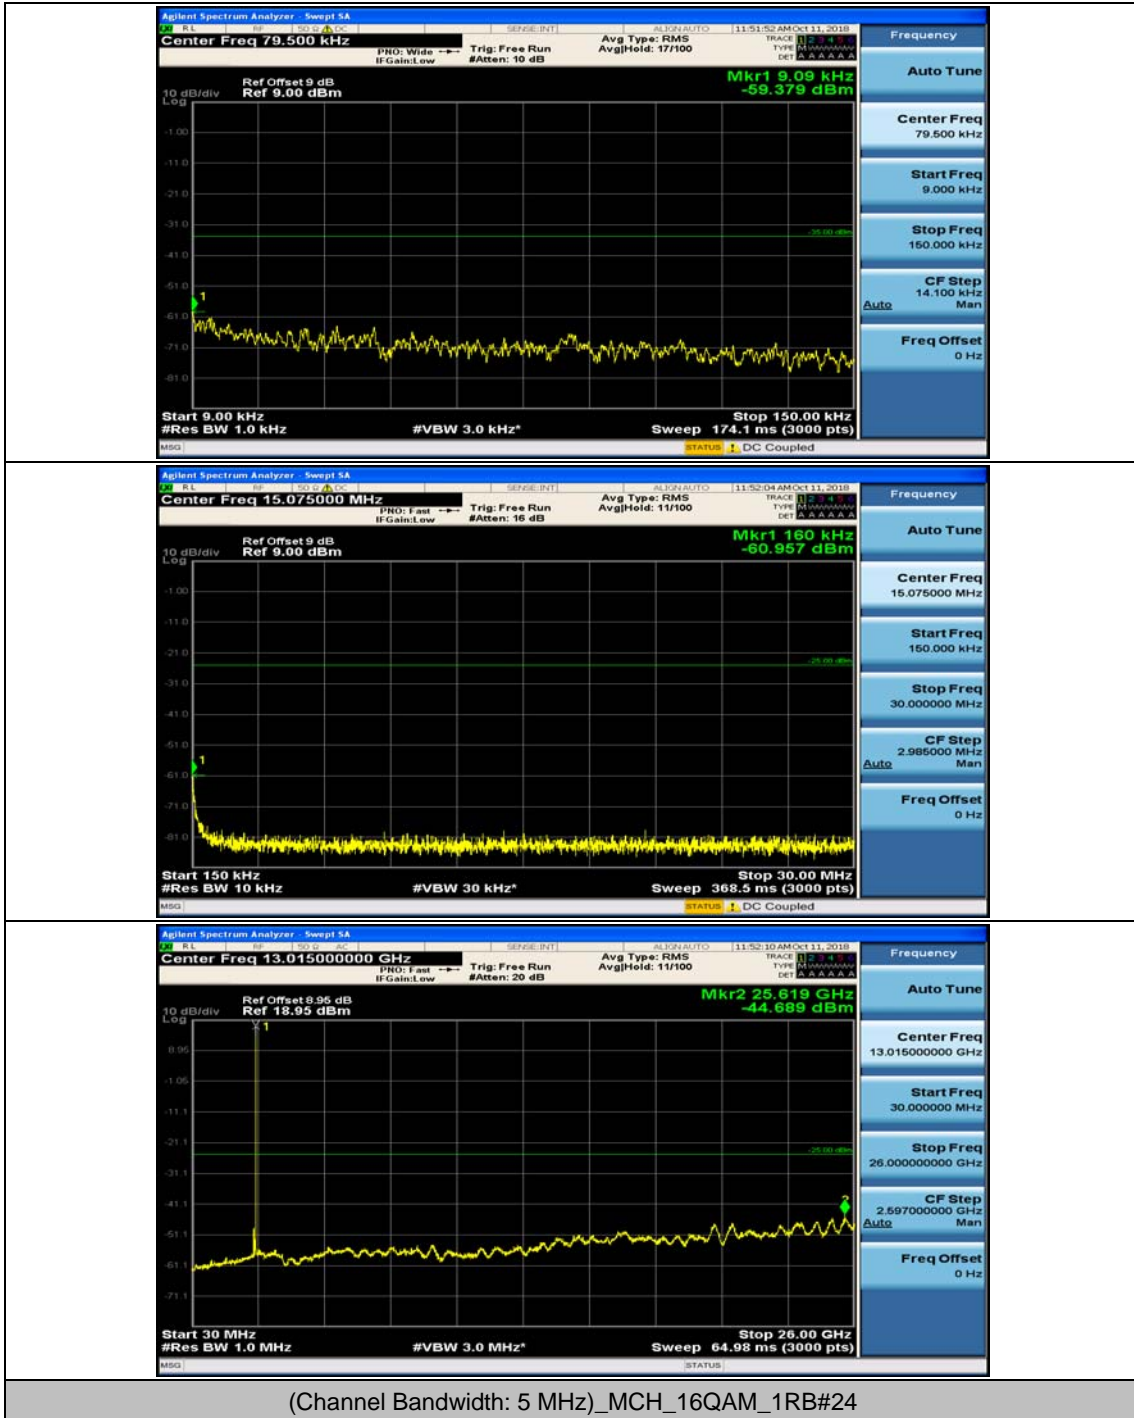 Agilent Spectrum Analyzer - Swept SA
RL RF 50 Ω DC SENSE:INT ALIGN AUTO 11:51:52 AM Oct 11, 2018
Center Freq 79.500 kHz
PNO: Wide
IFGain:Low
Trig: Free Run
#Atten: 10 dB
Avg Type: RMS
Avg|Hold: 17/100
TRACE 1 2 3 4 5 6
TYPE M
DET A A A A A A
Frequency
Ref Offset 9 dB
10 dB/div Ref 9.00 dBm
Log
Mkr1 9.09 kHz
-59.379 dBm
Auto Tune
Center Freq
79.500 kHz
Start Freq
9.000 kHz
Stop Freq
150.000 kHz
CF Step
14.100 kHz
Auto Man
Freq Offset
0 Hz
-1.00
-11.0
-21.0
-31.0
-35.00 dBm
-41.0
-51.0
1
-61.0
-71.0
-81.0
Start 9.00 kHz Stop 150.00 kHz
#Res BW 1.0 kHz #VBW 3.0 kHz* Sweep 174.1 ms (3000 pts)
MSG STATUS DC Coupled
Agilent Spectrum Analyzer - Swept SA
RL RF 50 Ω DC SENSE:INT ALIGN AUTO 11:52:04 AM Oct 11, 2018
Center Freq 15.075000 MHz
PNO: Fast
IFGain:Low
Trig: Free Run
#Atten: 16 dB
Avg Type: RMS
Avg|Hold: 11/100
TRACE 1 2 3 4 5 6
TYPE M
DET A A A A A A
Frequency
Ref Offset 9 dB
10 dB/div Ref 9.00 dBm
Log
Mkr1 160 kHz
-60.957 dBm
Auto Tune
Center Freq
15.075000 MHz
Start Freq
150.000 kHz
Stop Freq
30.000000 MHz
CF Step
2.985000 MHz
Auto Man
Freq Offset
0 Hz
-1.00
-11.0
-21.0
-25.00 dBm
-31.0
-41.0
-51.0
1
-61.0
-71.0
-81.0
Start 150 kHz Stop 30.00 MHz
#Res BW 10 kHz #VBW 30 kHz* Sweep 368.5 ms (3000 pts)
MSG STATUS DC Coupled
Agilent Spectrum Analyzer - Swept SA
RL RF 50 Ω AC SENSE:INT ALIGN AUTO 11:52:10 AM Oct 11, 2018
Center Freq 13.015000000 GHz
PNO: Fast
IFGain:Low
Trig: Free Run
#Atten: 20 dB
Avg Type: RMS
Avg|Hold: 11/100
TRACE 1 2 3 4 5 6
TYPE M
DET A A A A A A
Frequency
Ref Offset 8.95 dB
10 dB/div Ref 18.95 dBm
Log
Mkr2 25.619 GHz
-44.689 dBm
Auto Tune
Center Freq
13.015000000 GHz
Start Freq
30.000000 MHz
Stop Freq
26.000000000 GHz
CF Step
2.597000000 GHz
Auto Man
Freq Offset
0 Hz
1
8.95
-1.05
-11.1
-21.1
-25.00 dBm
-31.1
-41.1
2
-51.1
-61.1
-71.1
Start 30 MHz Stop 26.00 GHz
#Res BW 1.0 MHz #VBW 3.0 MHz* Sweep 64.98 ms (3000 pts)
MSG STATUS
(Channel Bandwidth: 5 MHz)_MCH_16QAM_1RB#24